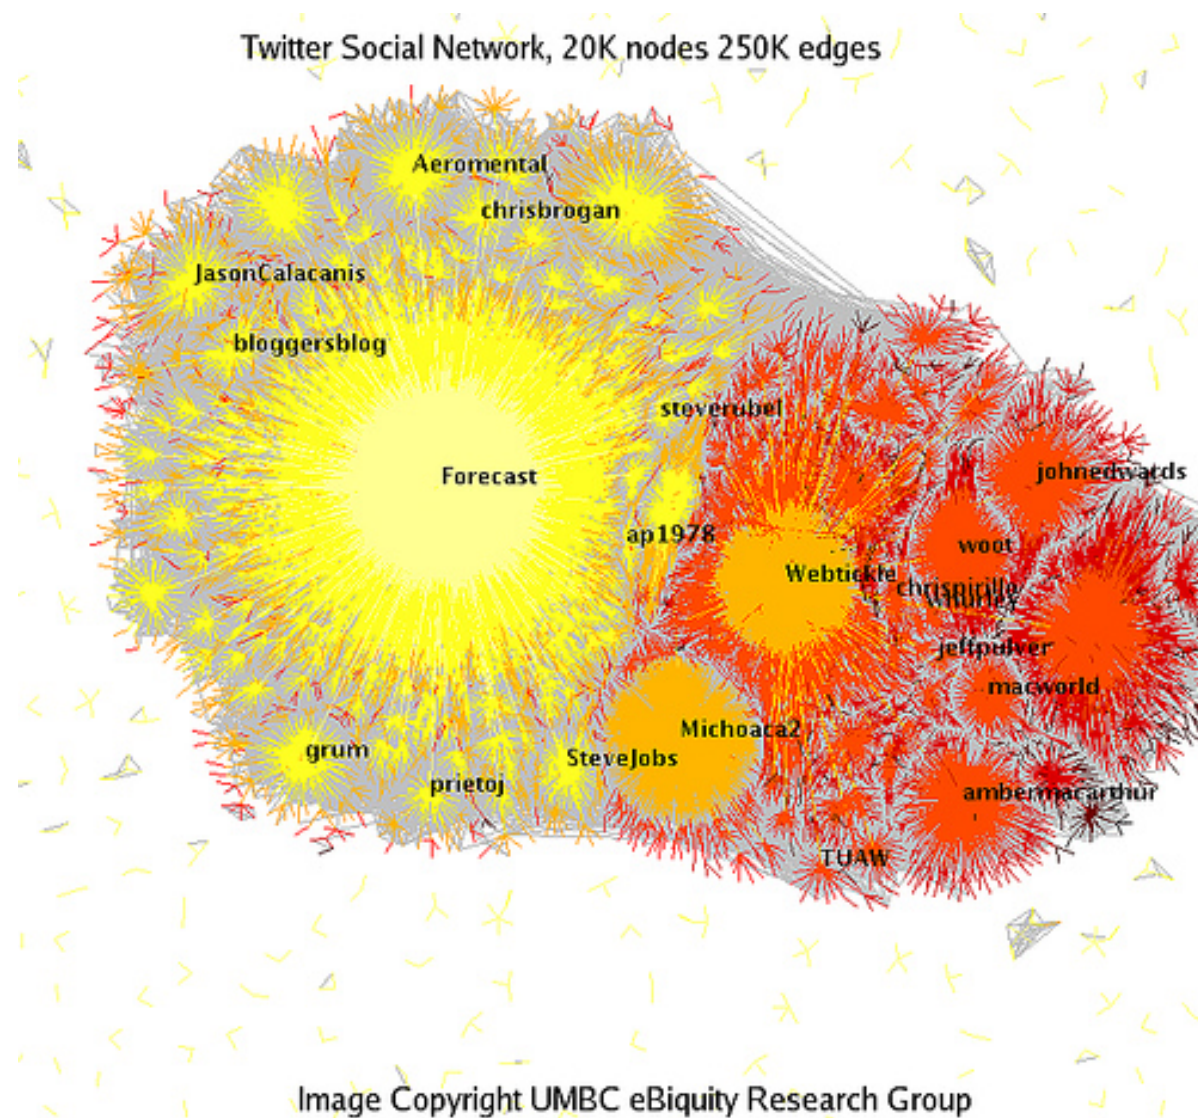 Twitter Social Network, 20K nodes 250K edges
Aeromental
chrisbrogan
JasonCalacanis
bloggersblog
steverubel
Forecast
johnedwards
ap1978
woot
Webtickle
chrispirillo
jeffpulver
macworld
Michoaca2
grum
SteveJobs
prietoj
ambermacarthur
TUAW
Image Copyright UMBC eBiquity Research Group